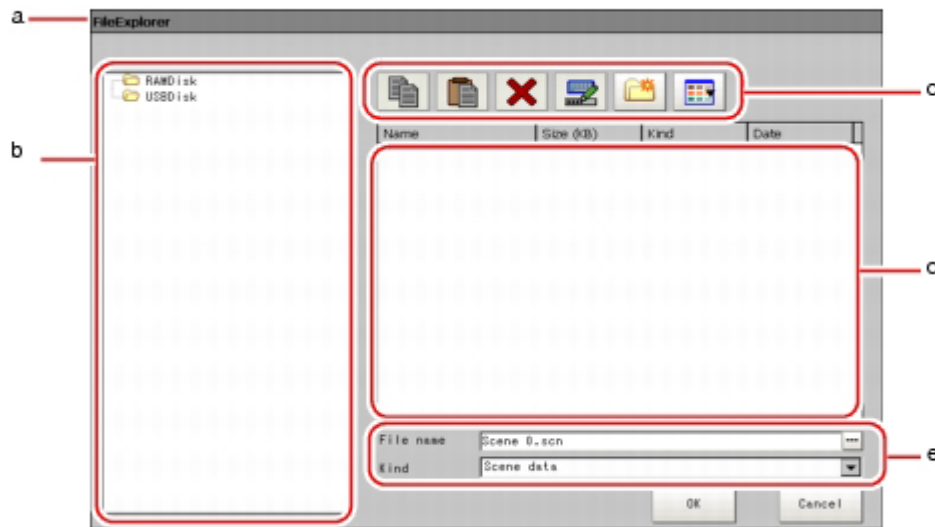 a
FileExplorer
RAMDisk
USBDisk
b
Name Size (KB) Kind Date
File name Scene 0.scn ...
Kind Scene data
e
OK Cancel